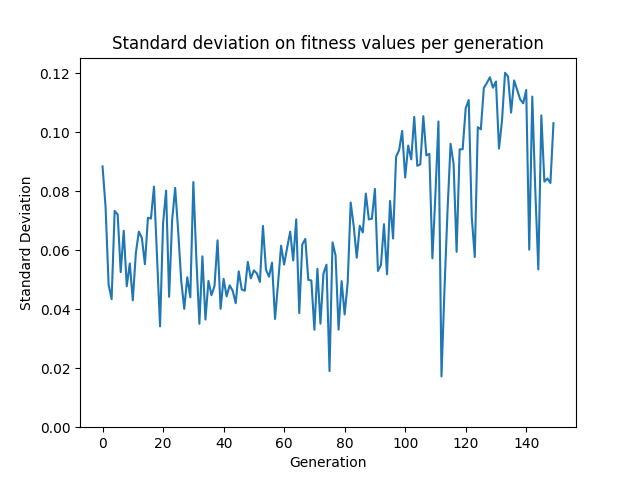 Standard deviation on fitness values per generation
0.12
0.10
0.08
0.06
0.04
0.02
0.00
Standard Deviation
0 20 40 60 80 100 120 140
Generation